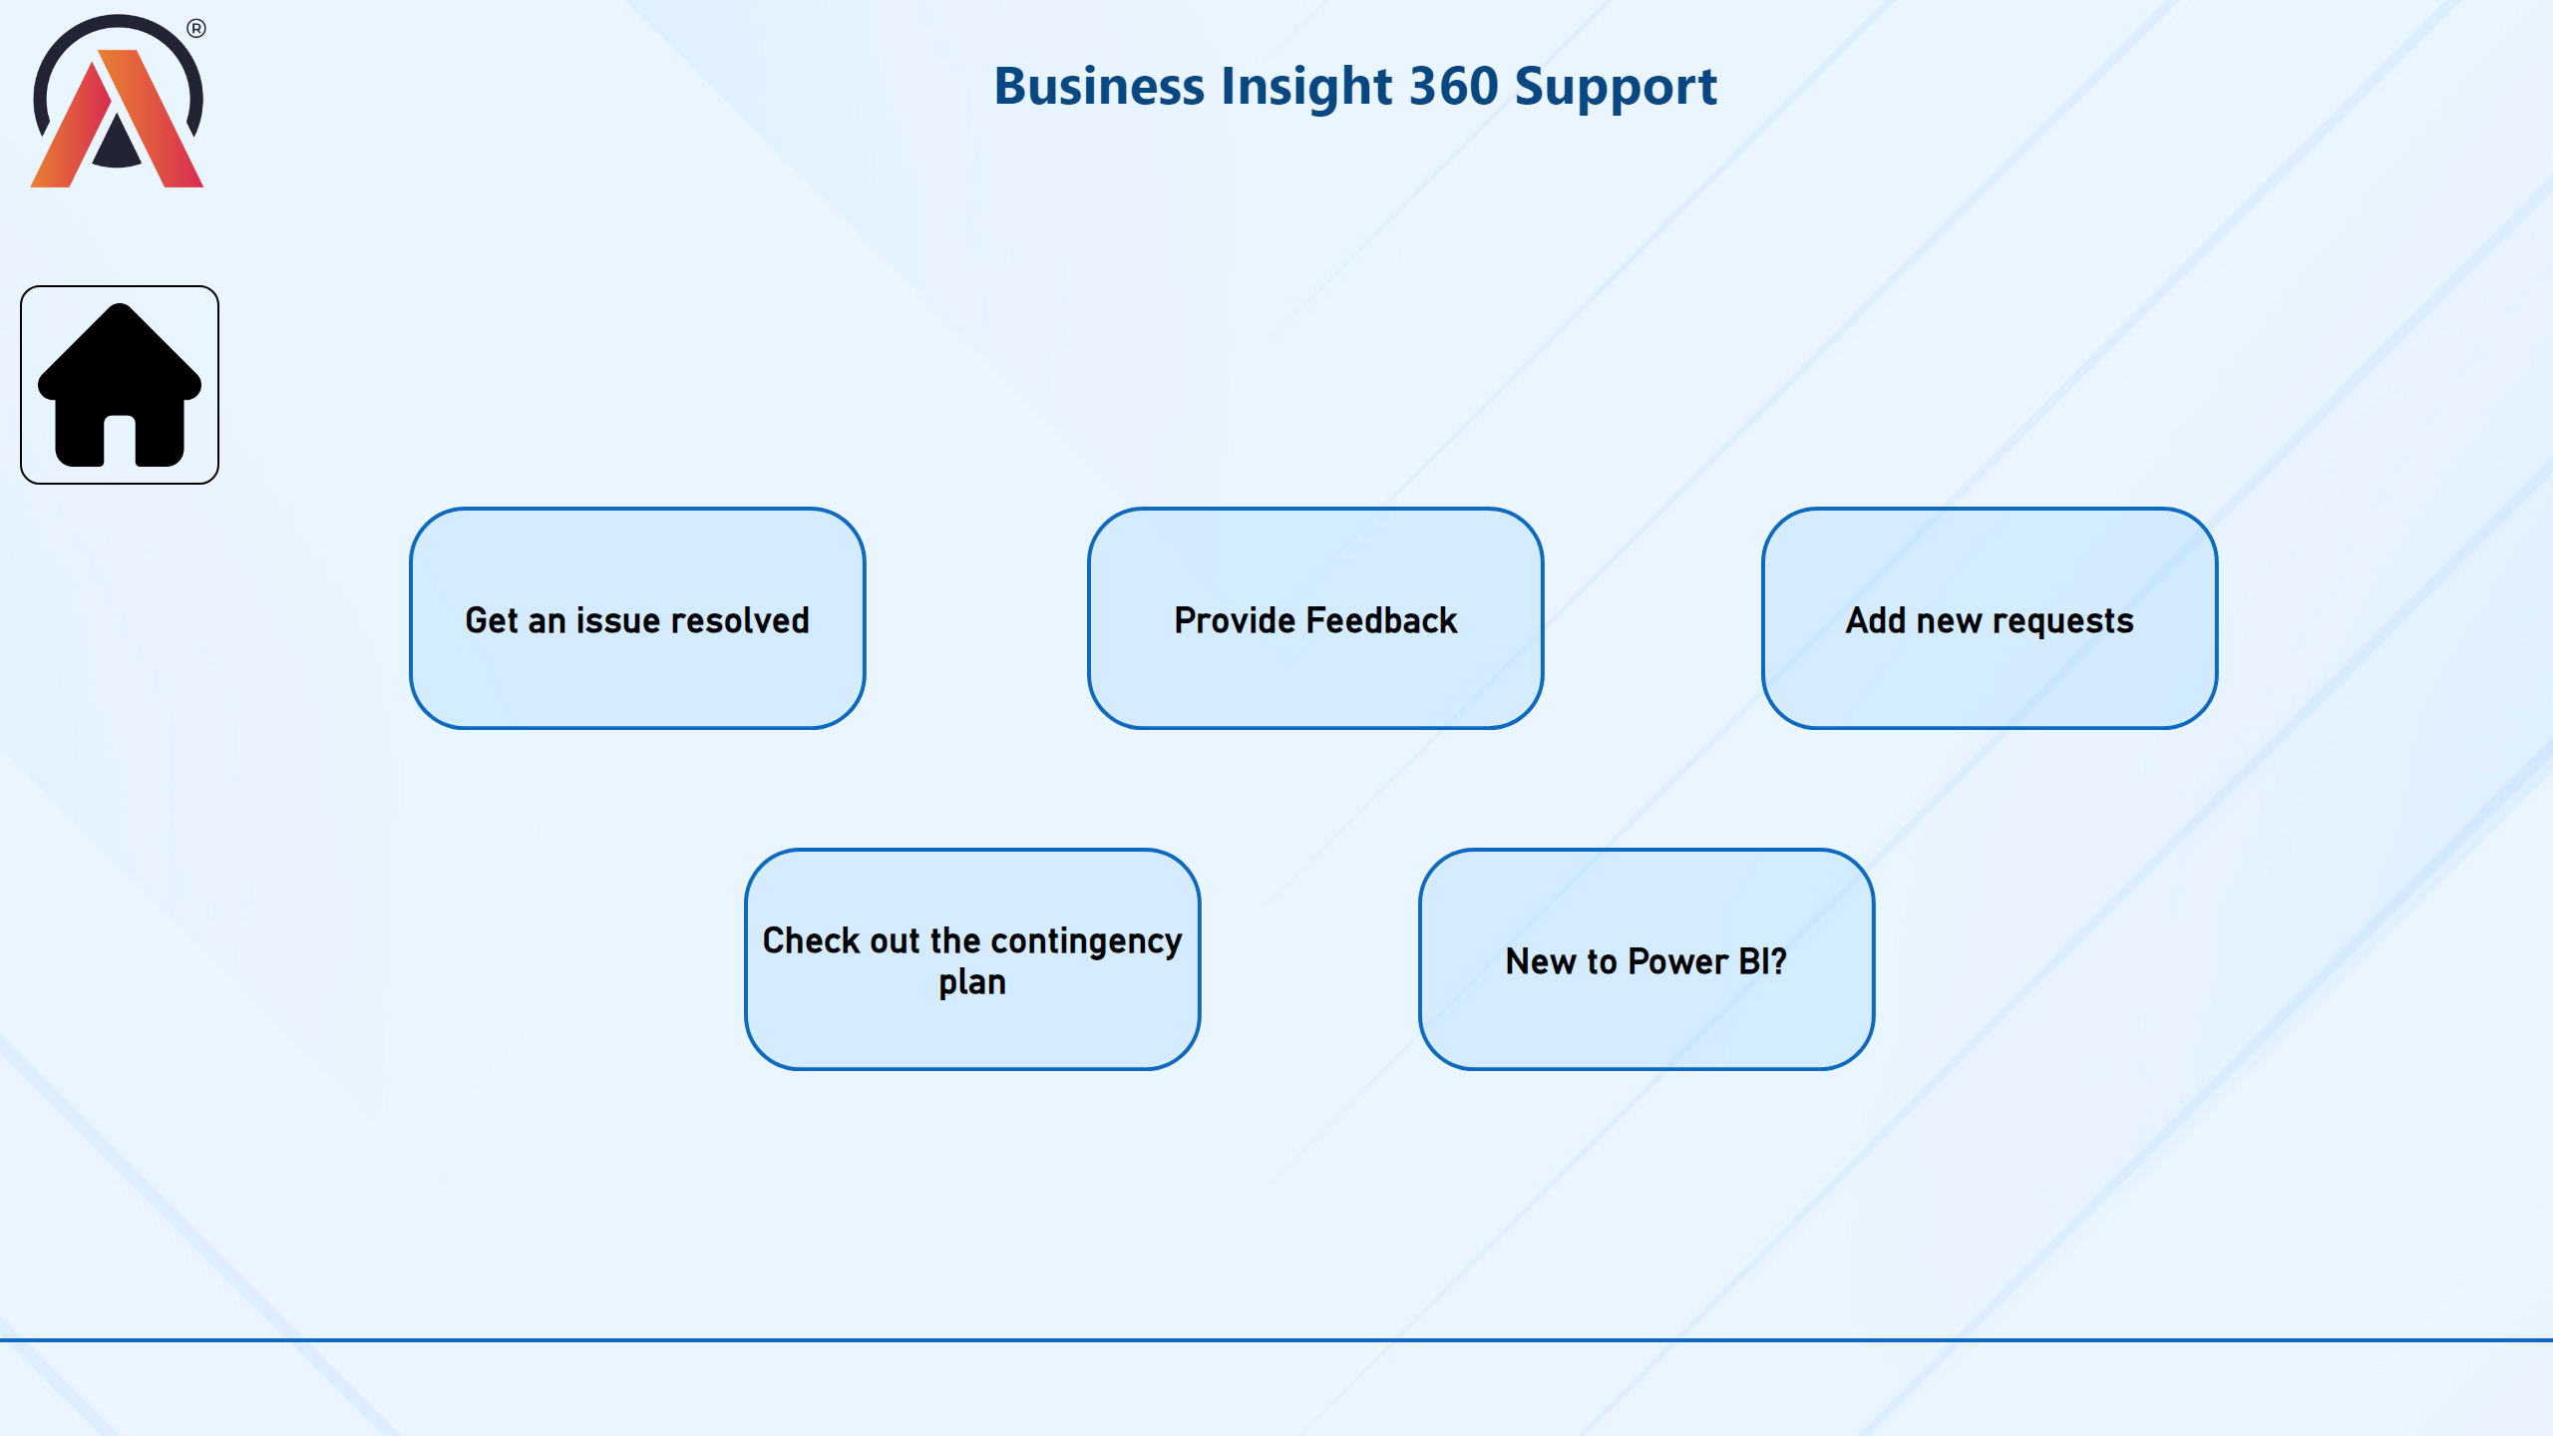 ®
Business Insight 360 Support
Get an issue resolved
Provide Feedback
Add new requests
Check out the contingency
plan
New to Power BI?